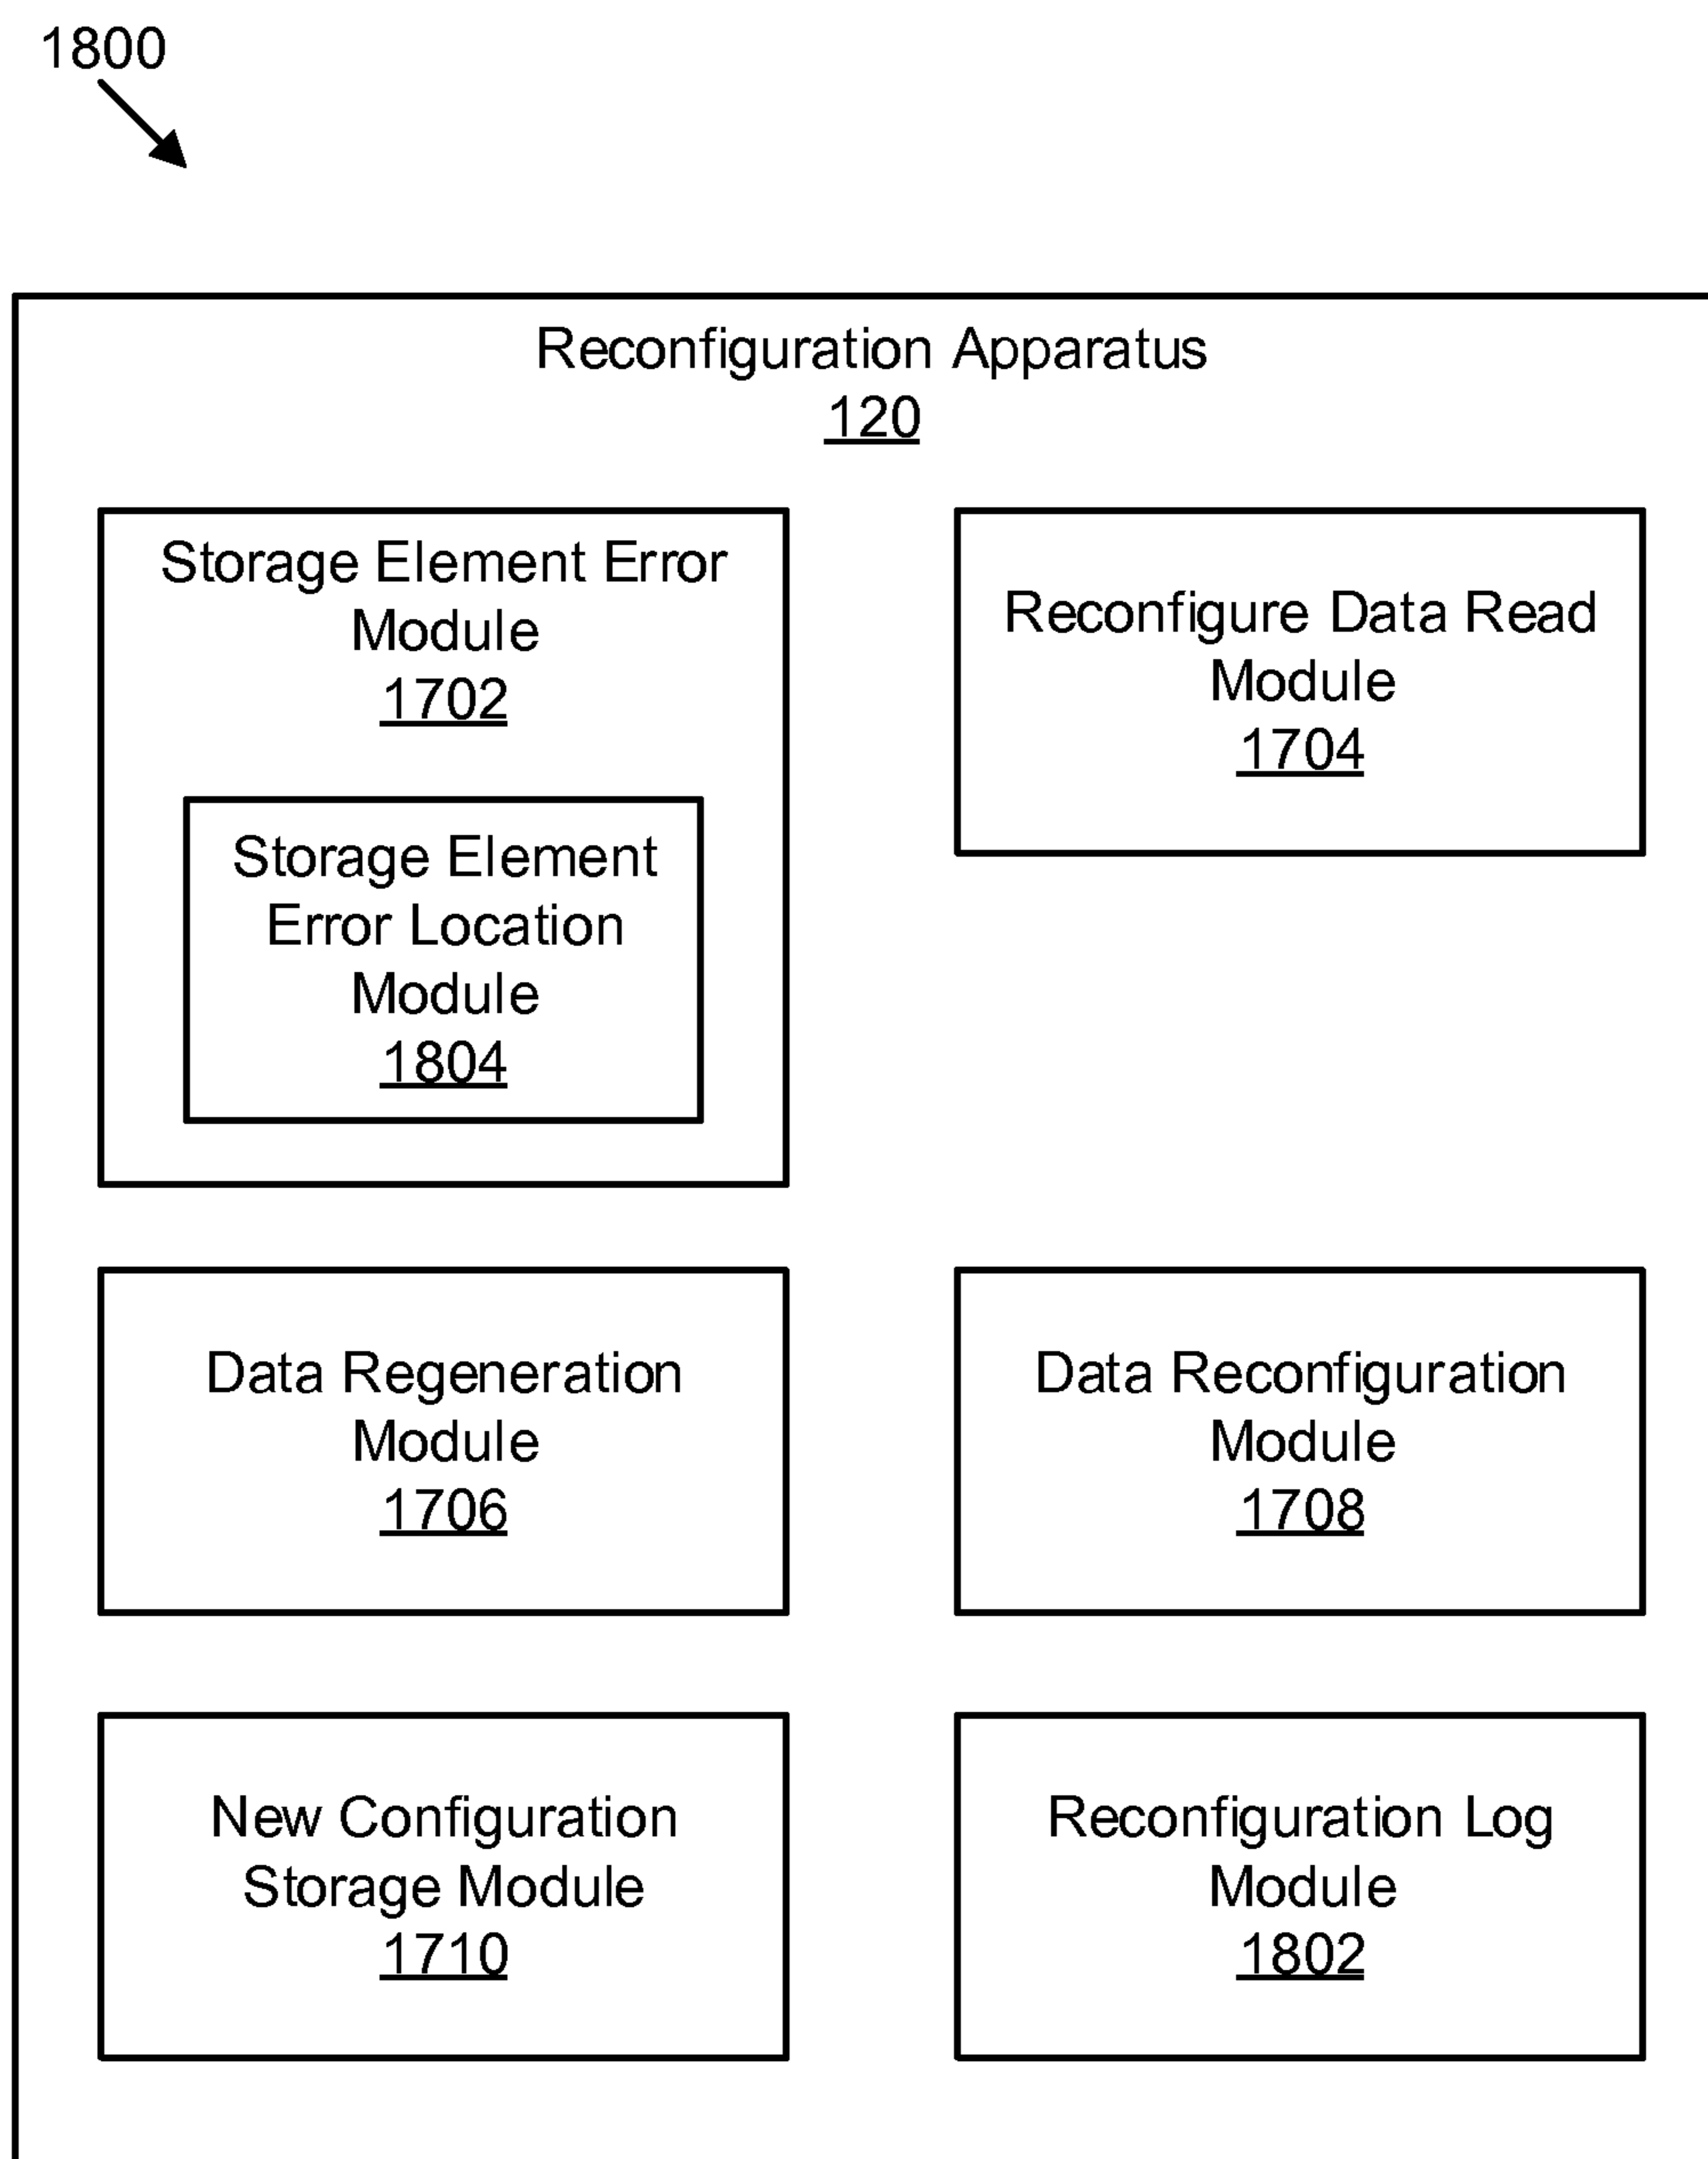 1800
Reconfiguration Apparatus
120
Storage Element Error
Module
1702
Storage Element
Error Location
Module
1804
Reconfigure Data Read
Module
1704
Data Regeneration
Module
1706
Data Reconfiguration
Module
1708
New Configuration
Storage Module
1710
Reconfiguration Log
Module
1802